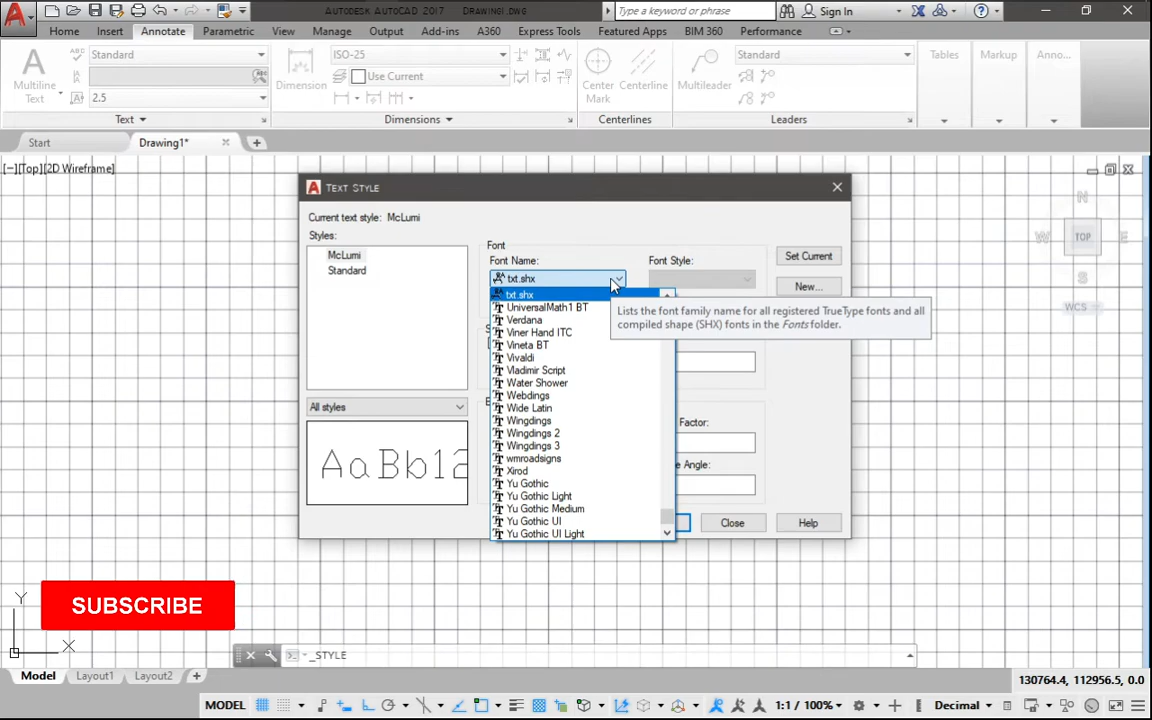 AUTODESK AUTOCAD 2017 DRAWING1.DWG
Type a keyword or phrase
Sign In
Home Insert Annotate Parametric View Manage Output Add-ins A360 Express Tools Featured Apps BIM 360 Performance
Multiline Text
Standard
2.5
Text
Dimension
ISO-25
Use Current
Dimensions
Center Mark
Centerline
Centerlines
Multileader
Standard
Leaders
Tables
Markup
Anno...
Start
Drawing1*
[−][Top][2D Wireframe]
N
W
TOP
E
S
WCS
TEXT STYLE
Current text style: McLumi
Styles:
McLumi
Standard
All styles
AaBb12
Font
Font Name:
txt.shx
Font Style:
Set Current
New...
txt.shx
UniversalMath1 BT
Verdana
Viner Hand ITC
Vineta BT
Vivaldi
Vladimir Script
Water Shower
Webdings
Wide Latin
Wingdings
Wingdings 2
Wingdings 3
wmroadsigns
Xirod
Yu Gothic
Yu Gothic Light
Yu Gothic Medium
Yu Gothic UI
Yu Gothic UI Light
Lists the font family name for all registered TrueType fonts and all
compiled shape (SHX) fonts in the Fonts folder.
Factor:
Angle:
Close
Help
SUBSCRIBE
Y
X
_STYLE
Model Layout1 Layout2
130764.4, 112956.5, 0.0
MODEL
1:1 / 100%
Decimal